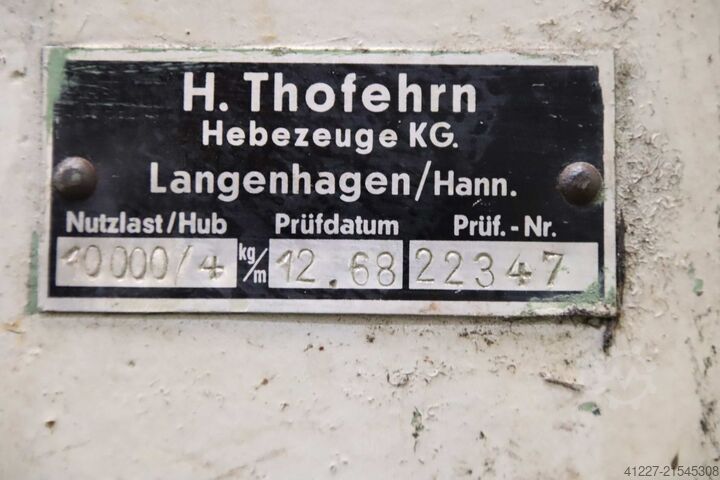 H. Thofehrn
Hebezeuge KG.
Langenhagen/Hann.
Nutzlast/Hub Prüfdatum Prüf.-Nr.
10000/4 kg/m 12.68 22347
41227-21545308